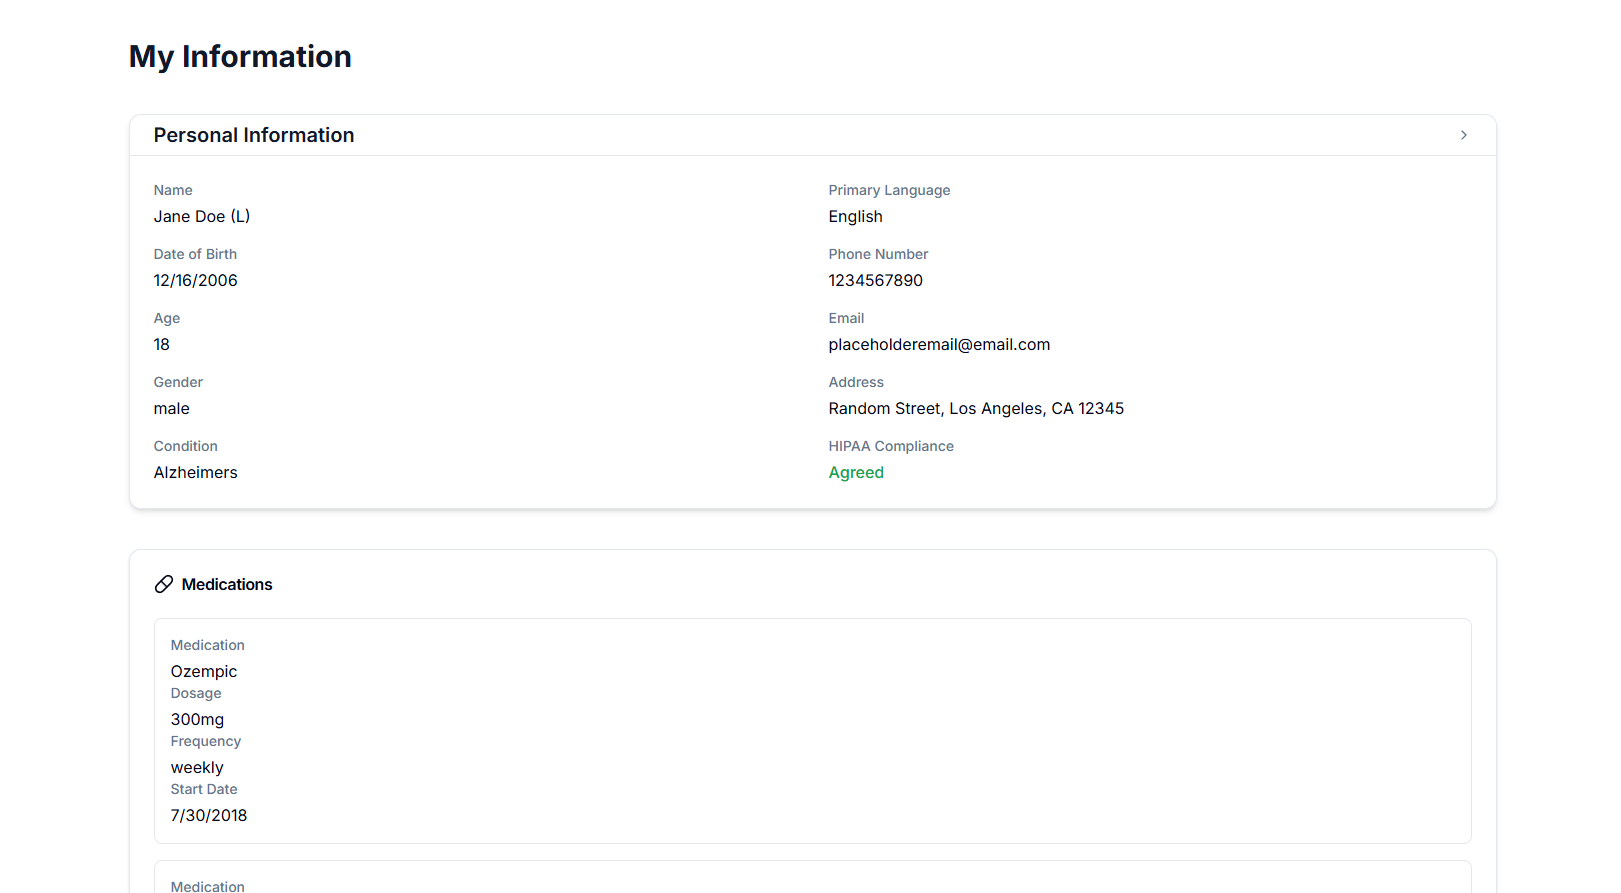 My Information
Personal Information
Name
Jane Doe (L)
Date of Birth
12/16/2006
Age
18
Gender
male
Condition
Alzheimers
Primary Language
English
Phone Number
1234567890
Email
placeholderemail@email.com
Address
Random Street, Los Angeles, CA 12345
HIPAA Compliance
Agreed
Medications
Medication
Ozempic
Dosage
300mg
Frequency
weekly
Start Date
7/30/2018
Medication